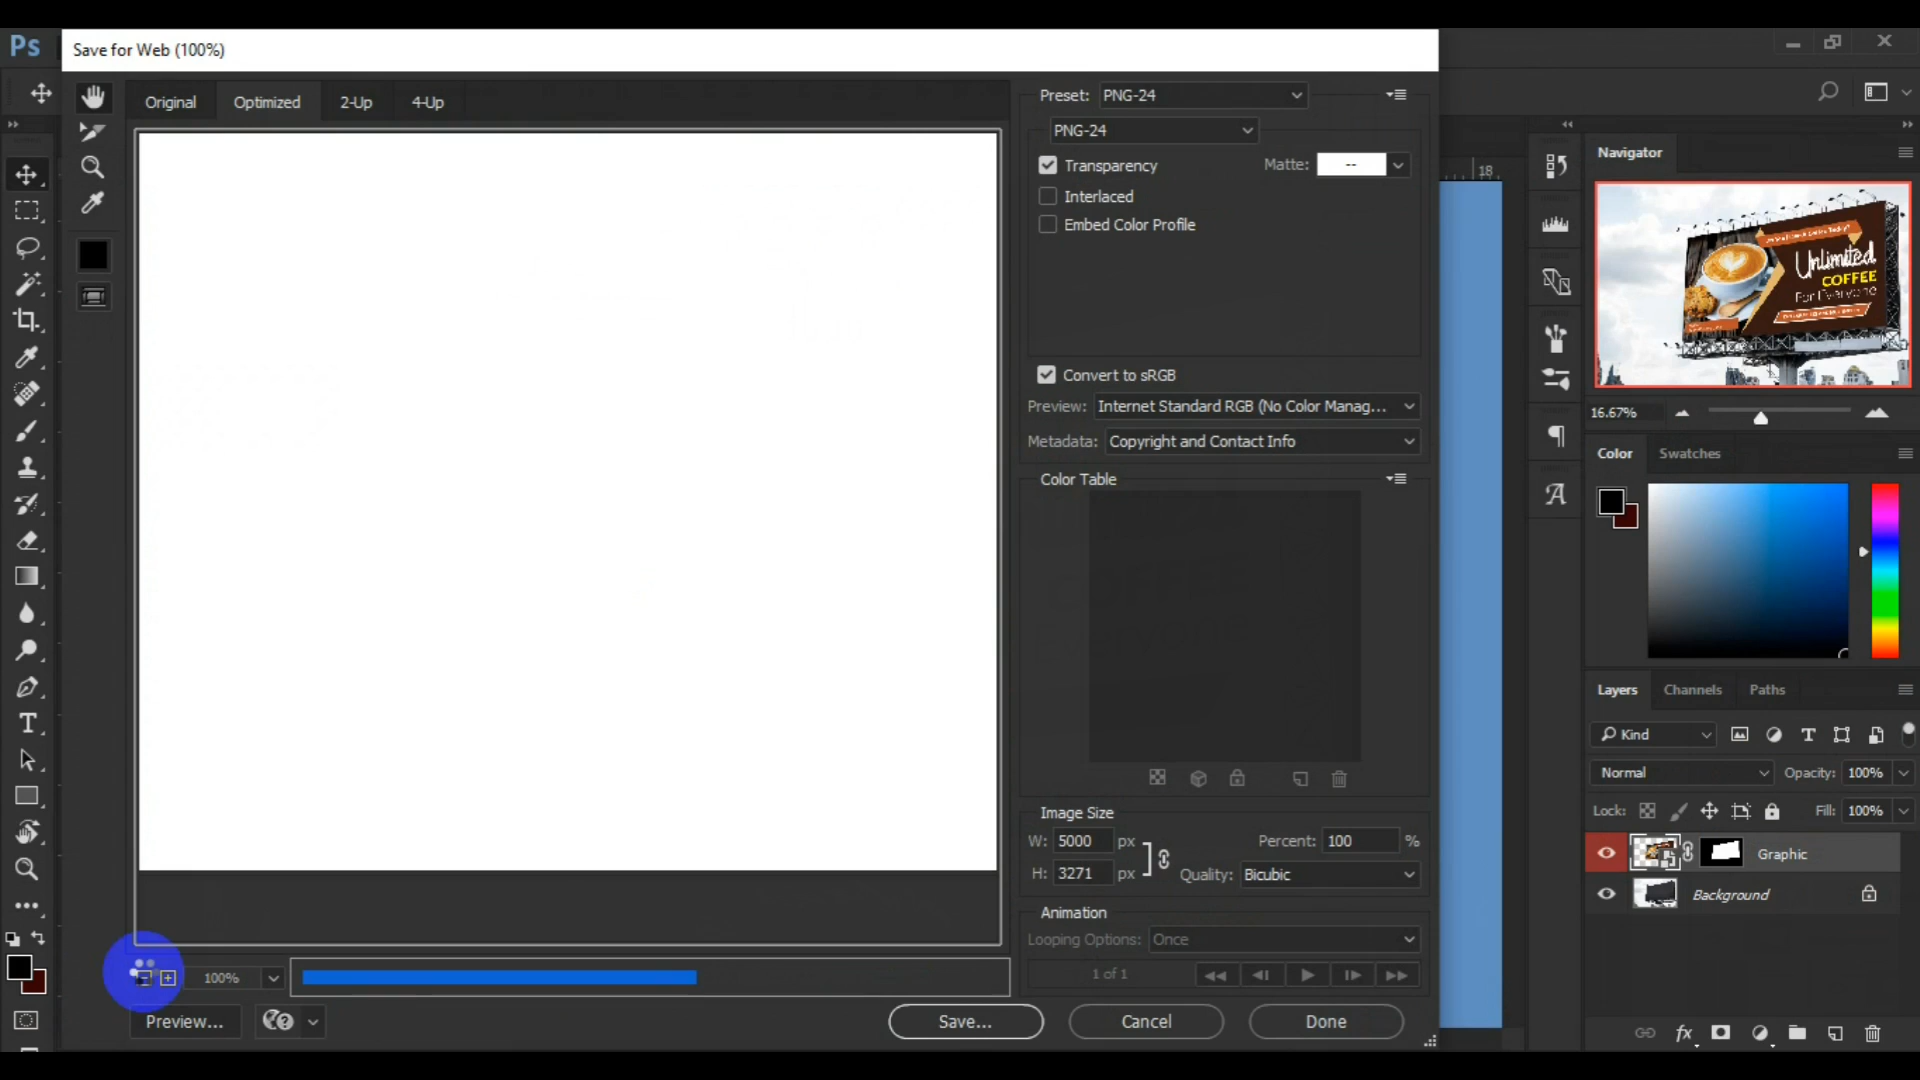 Ps
Save for Web (100%)
Original
Optimized
2-Up
4-Up
Preset: PNG-24
PNG-24
Transparency
Matte: --
Interlaced
Embed Color Profile
Convert to sRGB
Preview: Internet Standard RGB (No Color Manag...
Metadata: Copyright and Contact Info
Color Table
Image Size
W: 5000 px
H: 3271 px
Percent: 100 %
Quality: Bicubic
Animation
Looping Options: Once
1 of 1
100%
Preview...
Save...
Cancel
Done
18
Navigator
Unlimited
COFFEE
For Everyone
16.67%
Color
Swatches
Layers
Channels
Paths
Kind
Normal
Opacity: 100%
Lock:
Fill: 100%
Graphic
Background
fx